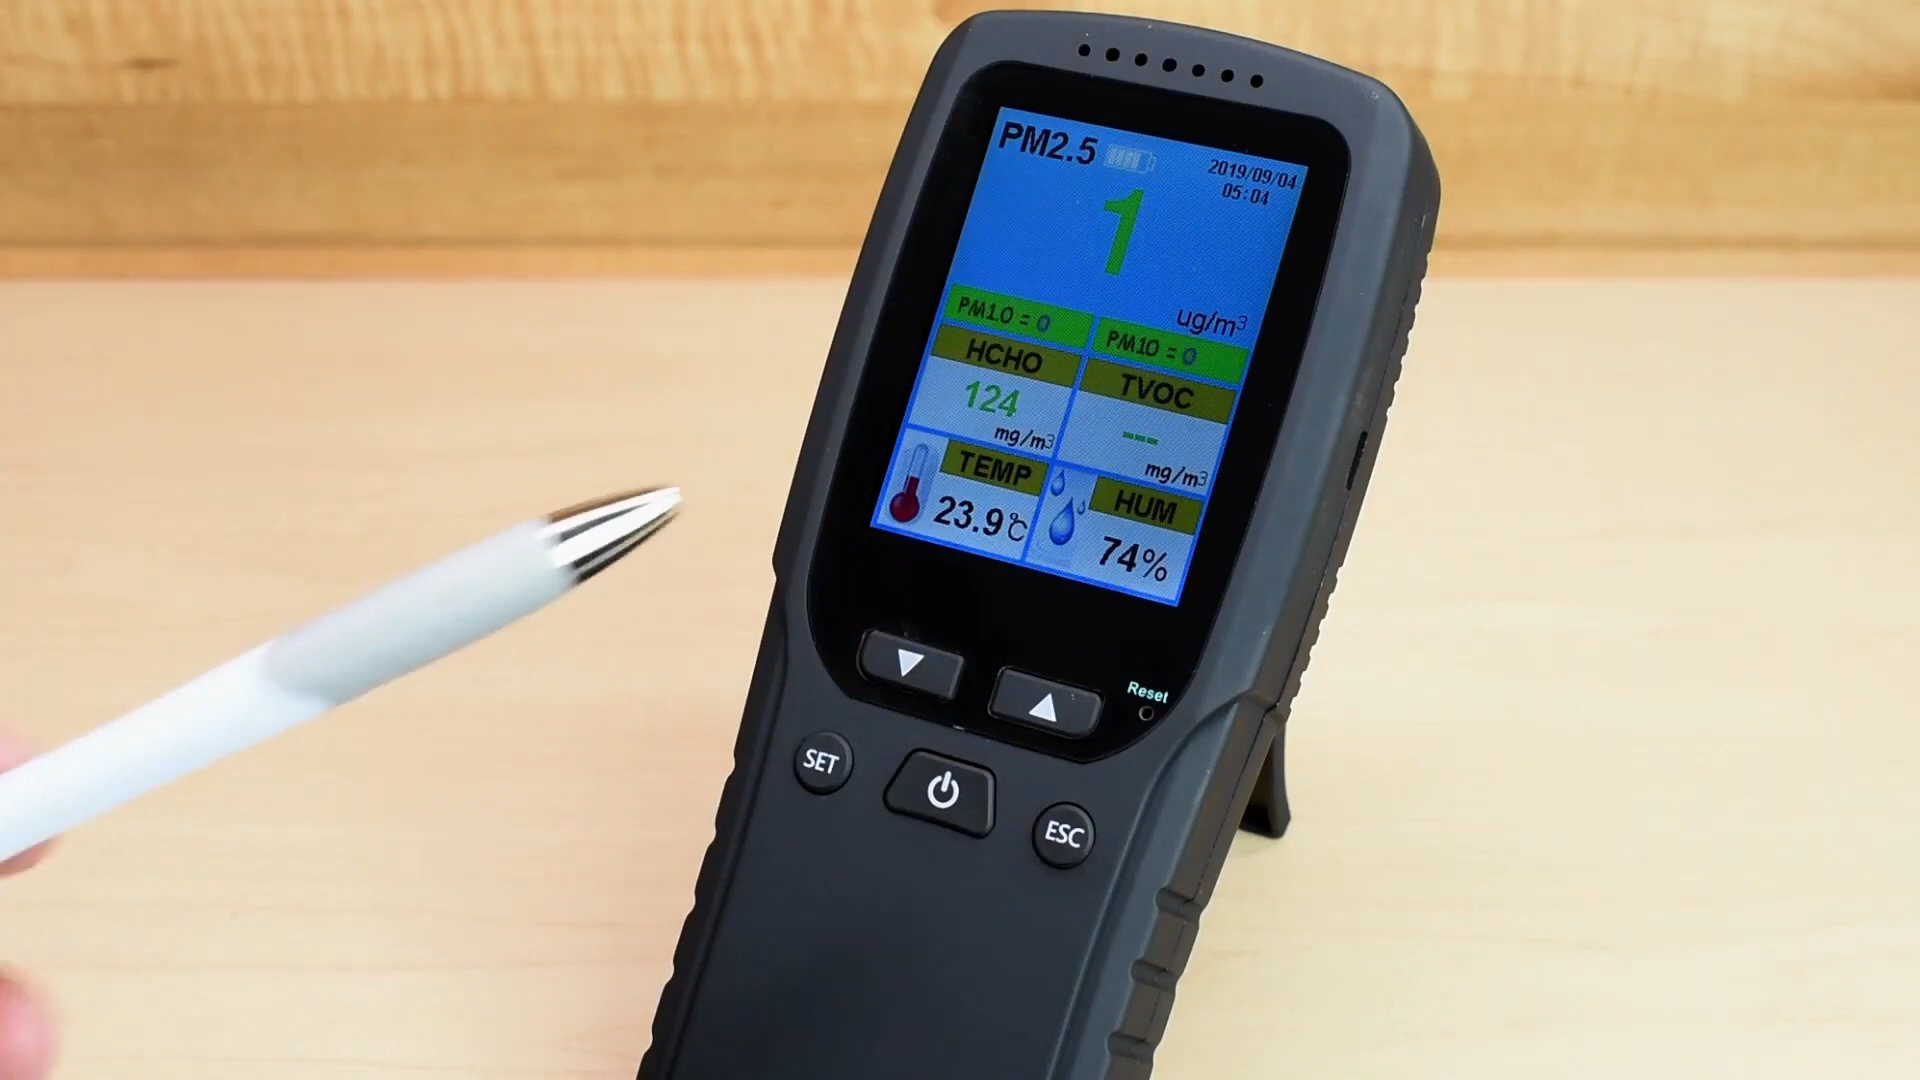 PM2.5
2019/09/04
05:04
1
ug/m³
PM1.0 = 0
PM10 = 0
HCHO
TVOC
124
---
mg/m³
mg/m³
TEMP
HUM
23.9℃
74%
Reset
SET
ESC